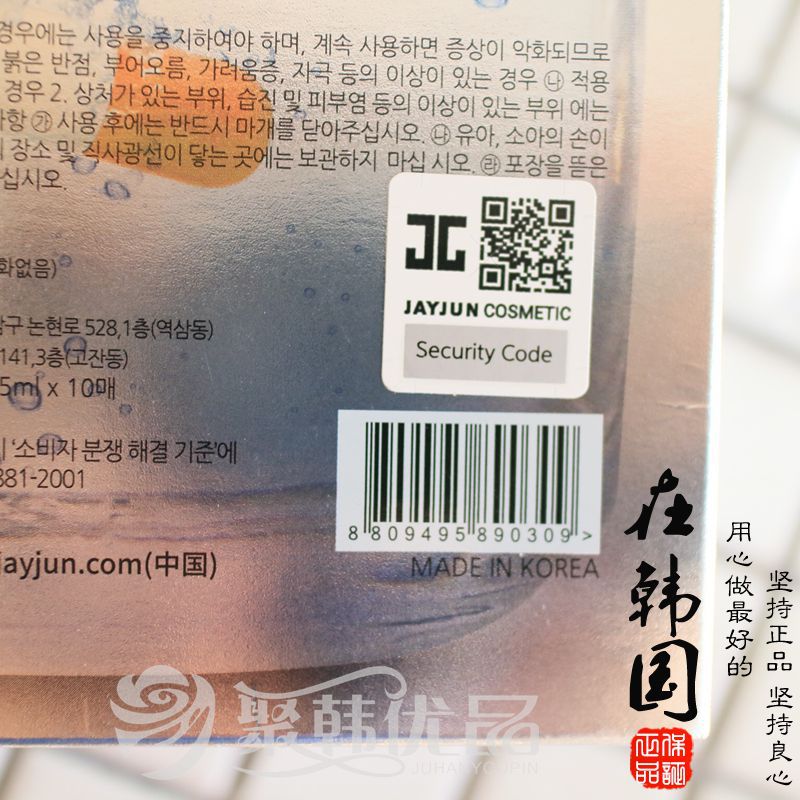 경우에는 사용을 중지하여야 하며, 계속 사용하면 증상이 악화되므로
붉은 반점, 부어오름, 가려움증, 자극 등의 이상이 있는 경우 ㉯ 적용
경우 2. 상처가 있는 부위, 습진 및 피부염 등의 이상이 있는 부위 에는
사항 ㉮ 사용 후에는 반드시 마개를 닫아주십시오. ㉯ 유아, 소아의 손이
장소 및 직사광선이 닿는 곳에는 보관하지 마십 시오. ㉱ 포장을 뜯은
십시오.
JAYJUN COSMETIC
Security Code
화없음)
남구 논현로 528,1층(역삼동)
141,3층(고잔동)
5ml x 10매
'소비자 분쟁 해결 기준'에
881-2001
jayjun.com(中国)
8 809495 890309 >
MADE IN KOREA
在韩国
用心做最好的
坚持正品 坚持良心
保证正品
聚韩优品
JUHANYOUPIN